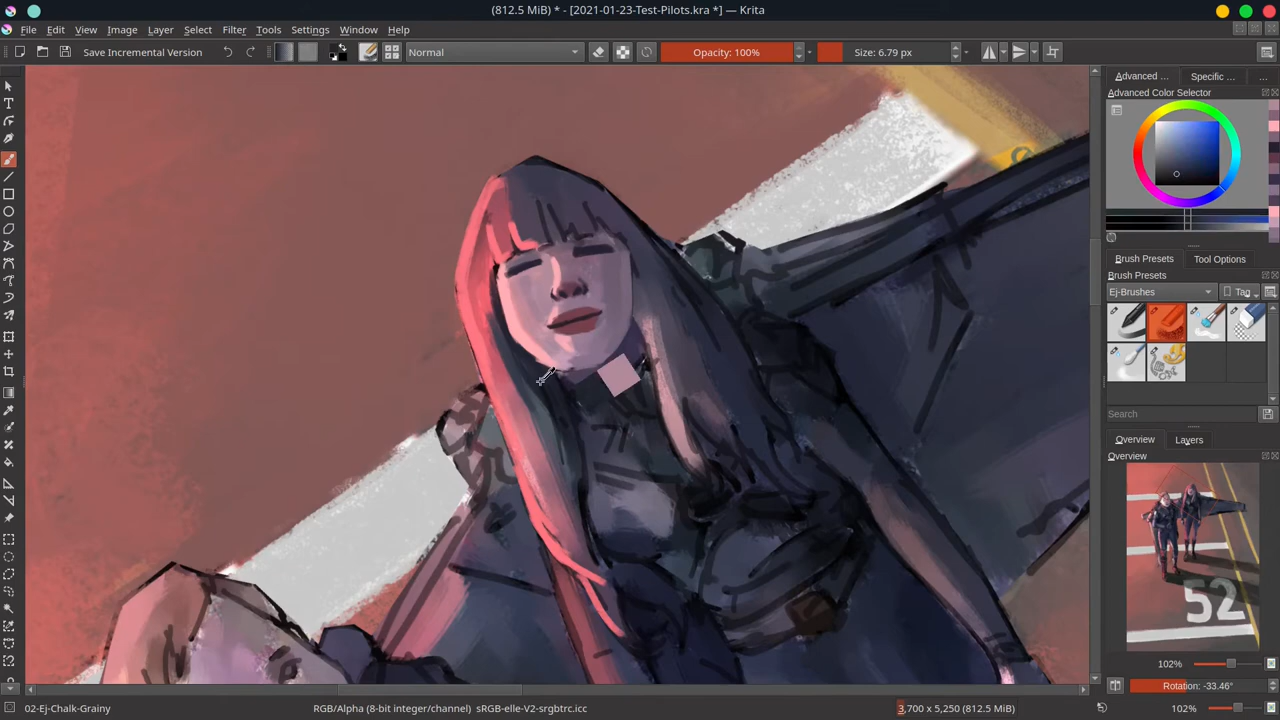 (812.5 MiB) * - [2021-01-23-Test-Pilots.kra *] — Krita
File Edit View Image Layer Select Filter Tools Settings Window Help
Save Incremental Version Normal Opacity: 100% Size: 6.79 px
Advanced ... Specific ... ...
Advanced Color Selector
Brush Presets Tool Options
Brush Presets
Ej-Brushes Tag
Search
Overview Layers
Overview
52
102%
Rotation: -33.46°
02-Ej-Chalk-Grainy RGB/Alpha (8-bit integer/channel) sRGB-elle-V2-srgbtrc.icc 3,700 x 5,250 (812.5 MiB) 102%